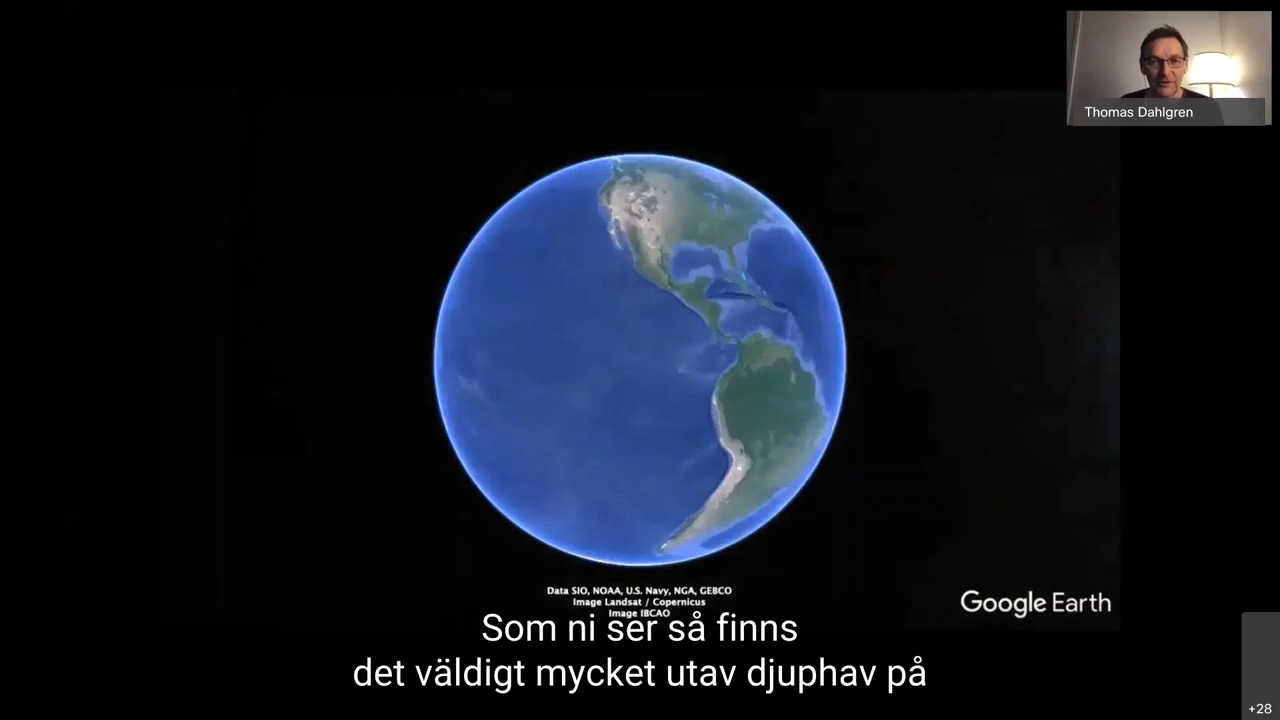 Thomas Dahlgren
Data SIO, NOAA, U.S. Navy, NGA, GEBCO
Image Landsat / Copernicus
Image IBCAO
Google Earth
Som ni ser så finns
det väldigt mycket utav djuphav på
+28